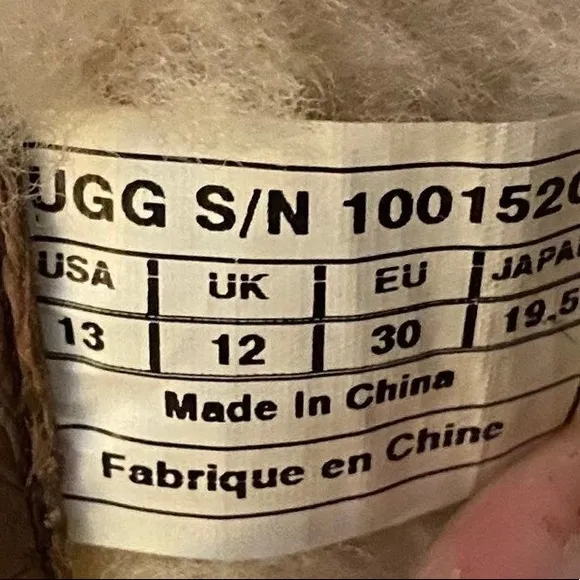 UGG S/N 100152
USA | UK | EU | JAPA
13 | 12 | 30 | 19.5
Made In China
Fabrique en Chine